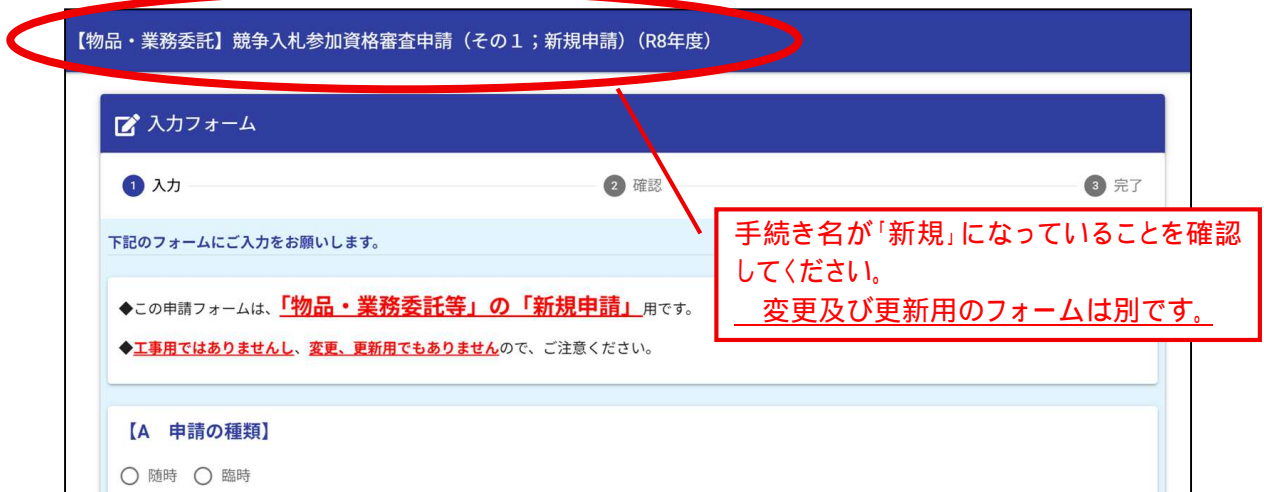 【物品・業務委託】競争入札参加資格審査申請（その１；新規申請）（R8年度）
入力フォーム
1 入力
2 確認
3 完了
下記のフォームにご入力をお願いします。
手続き名が「新規」になっていることを確認
してください。
変更及び更新用のフォームは別です。
◆この申請フォームは、「物品・業務委託等」の「新規申請」用です。
◆工事用ではありませんし、変更、更新用でもありませんので、ご注意ください。
【A　申請の種類】
随時 臨時